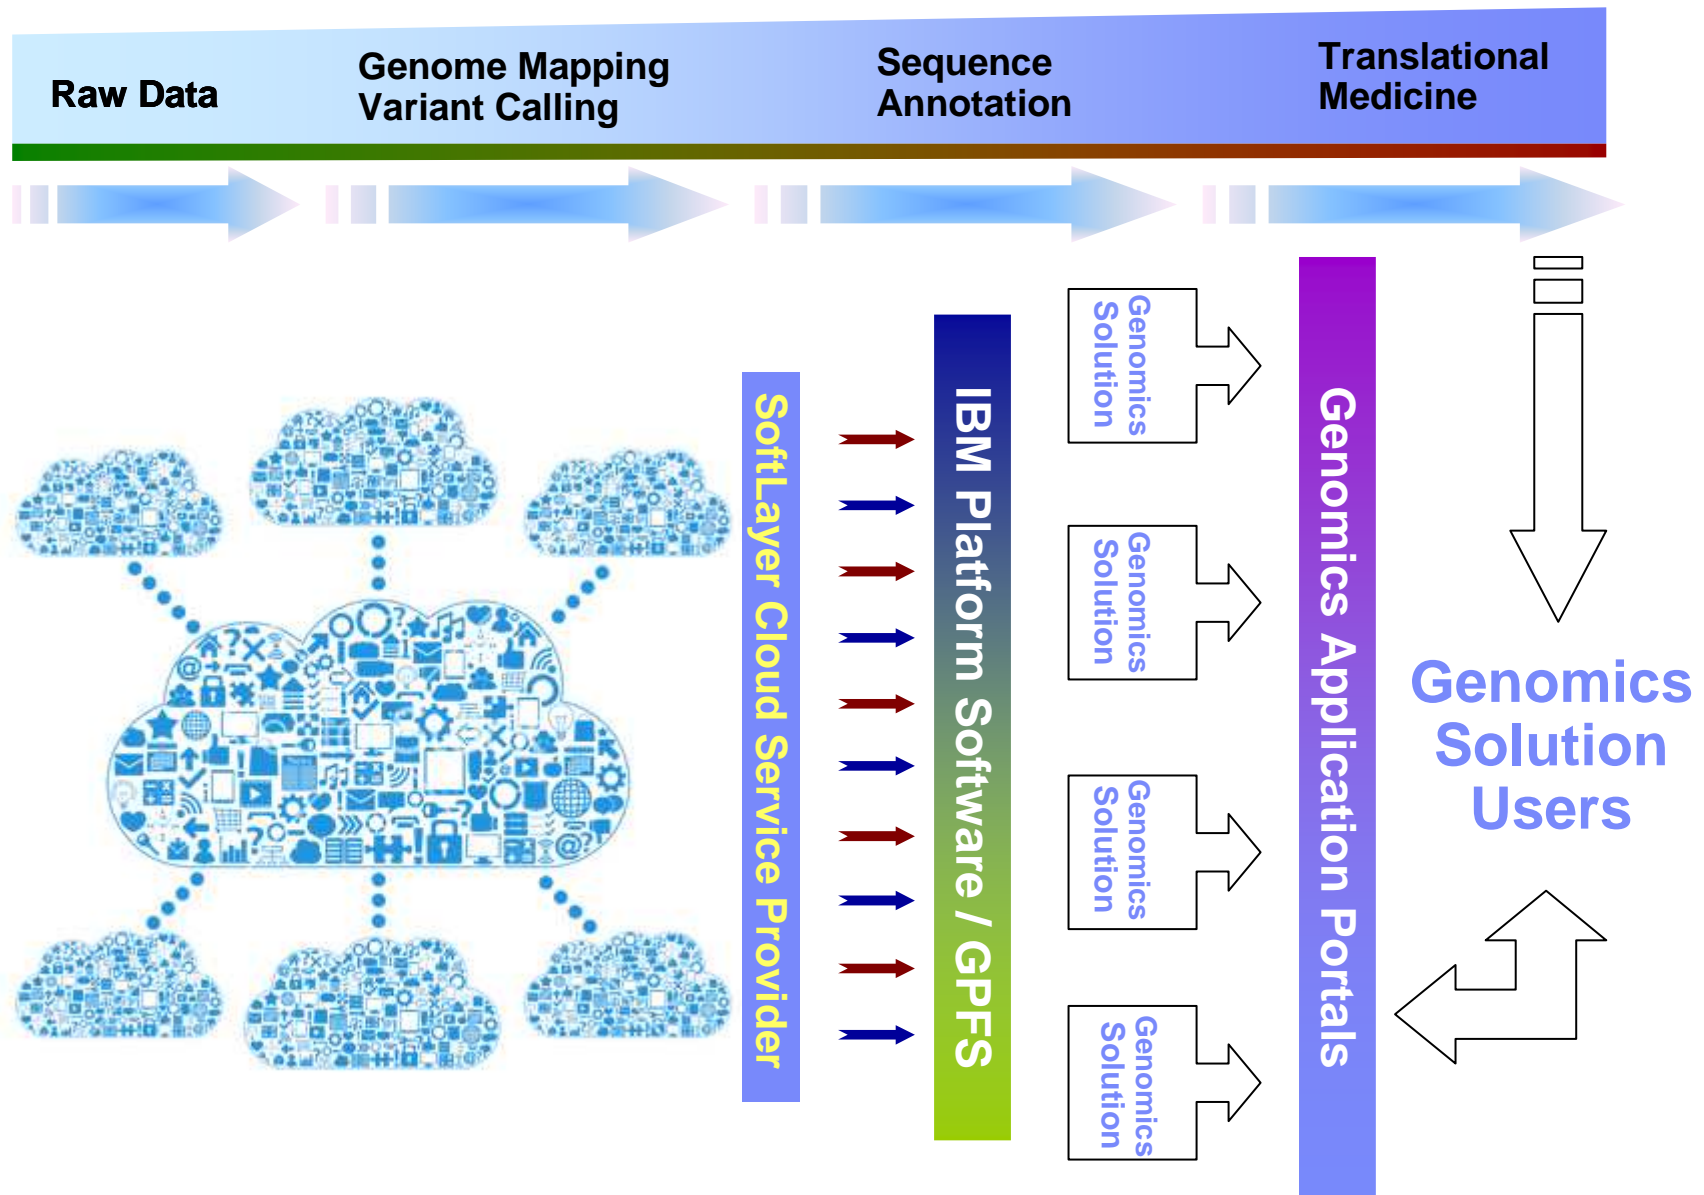 Raw Data
Genome Mapping
Variant Calling
Sequence
Annotation
Translational
Medicine
SoftLayer Cloud Service Provider
IBM Platform Software / GPFS
Genomics
Solution
Genomics
Solution
Genomics
Solution
Genomics
Solution
Genomics Application Portals
Genomics
Solution
Users